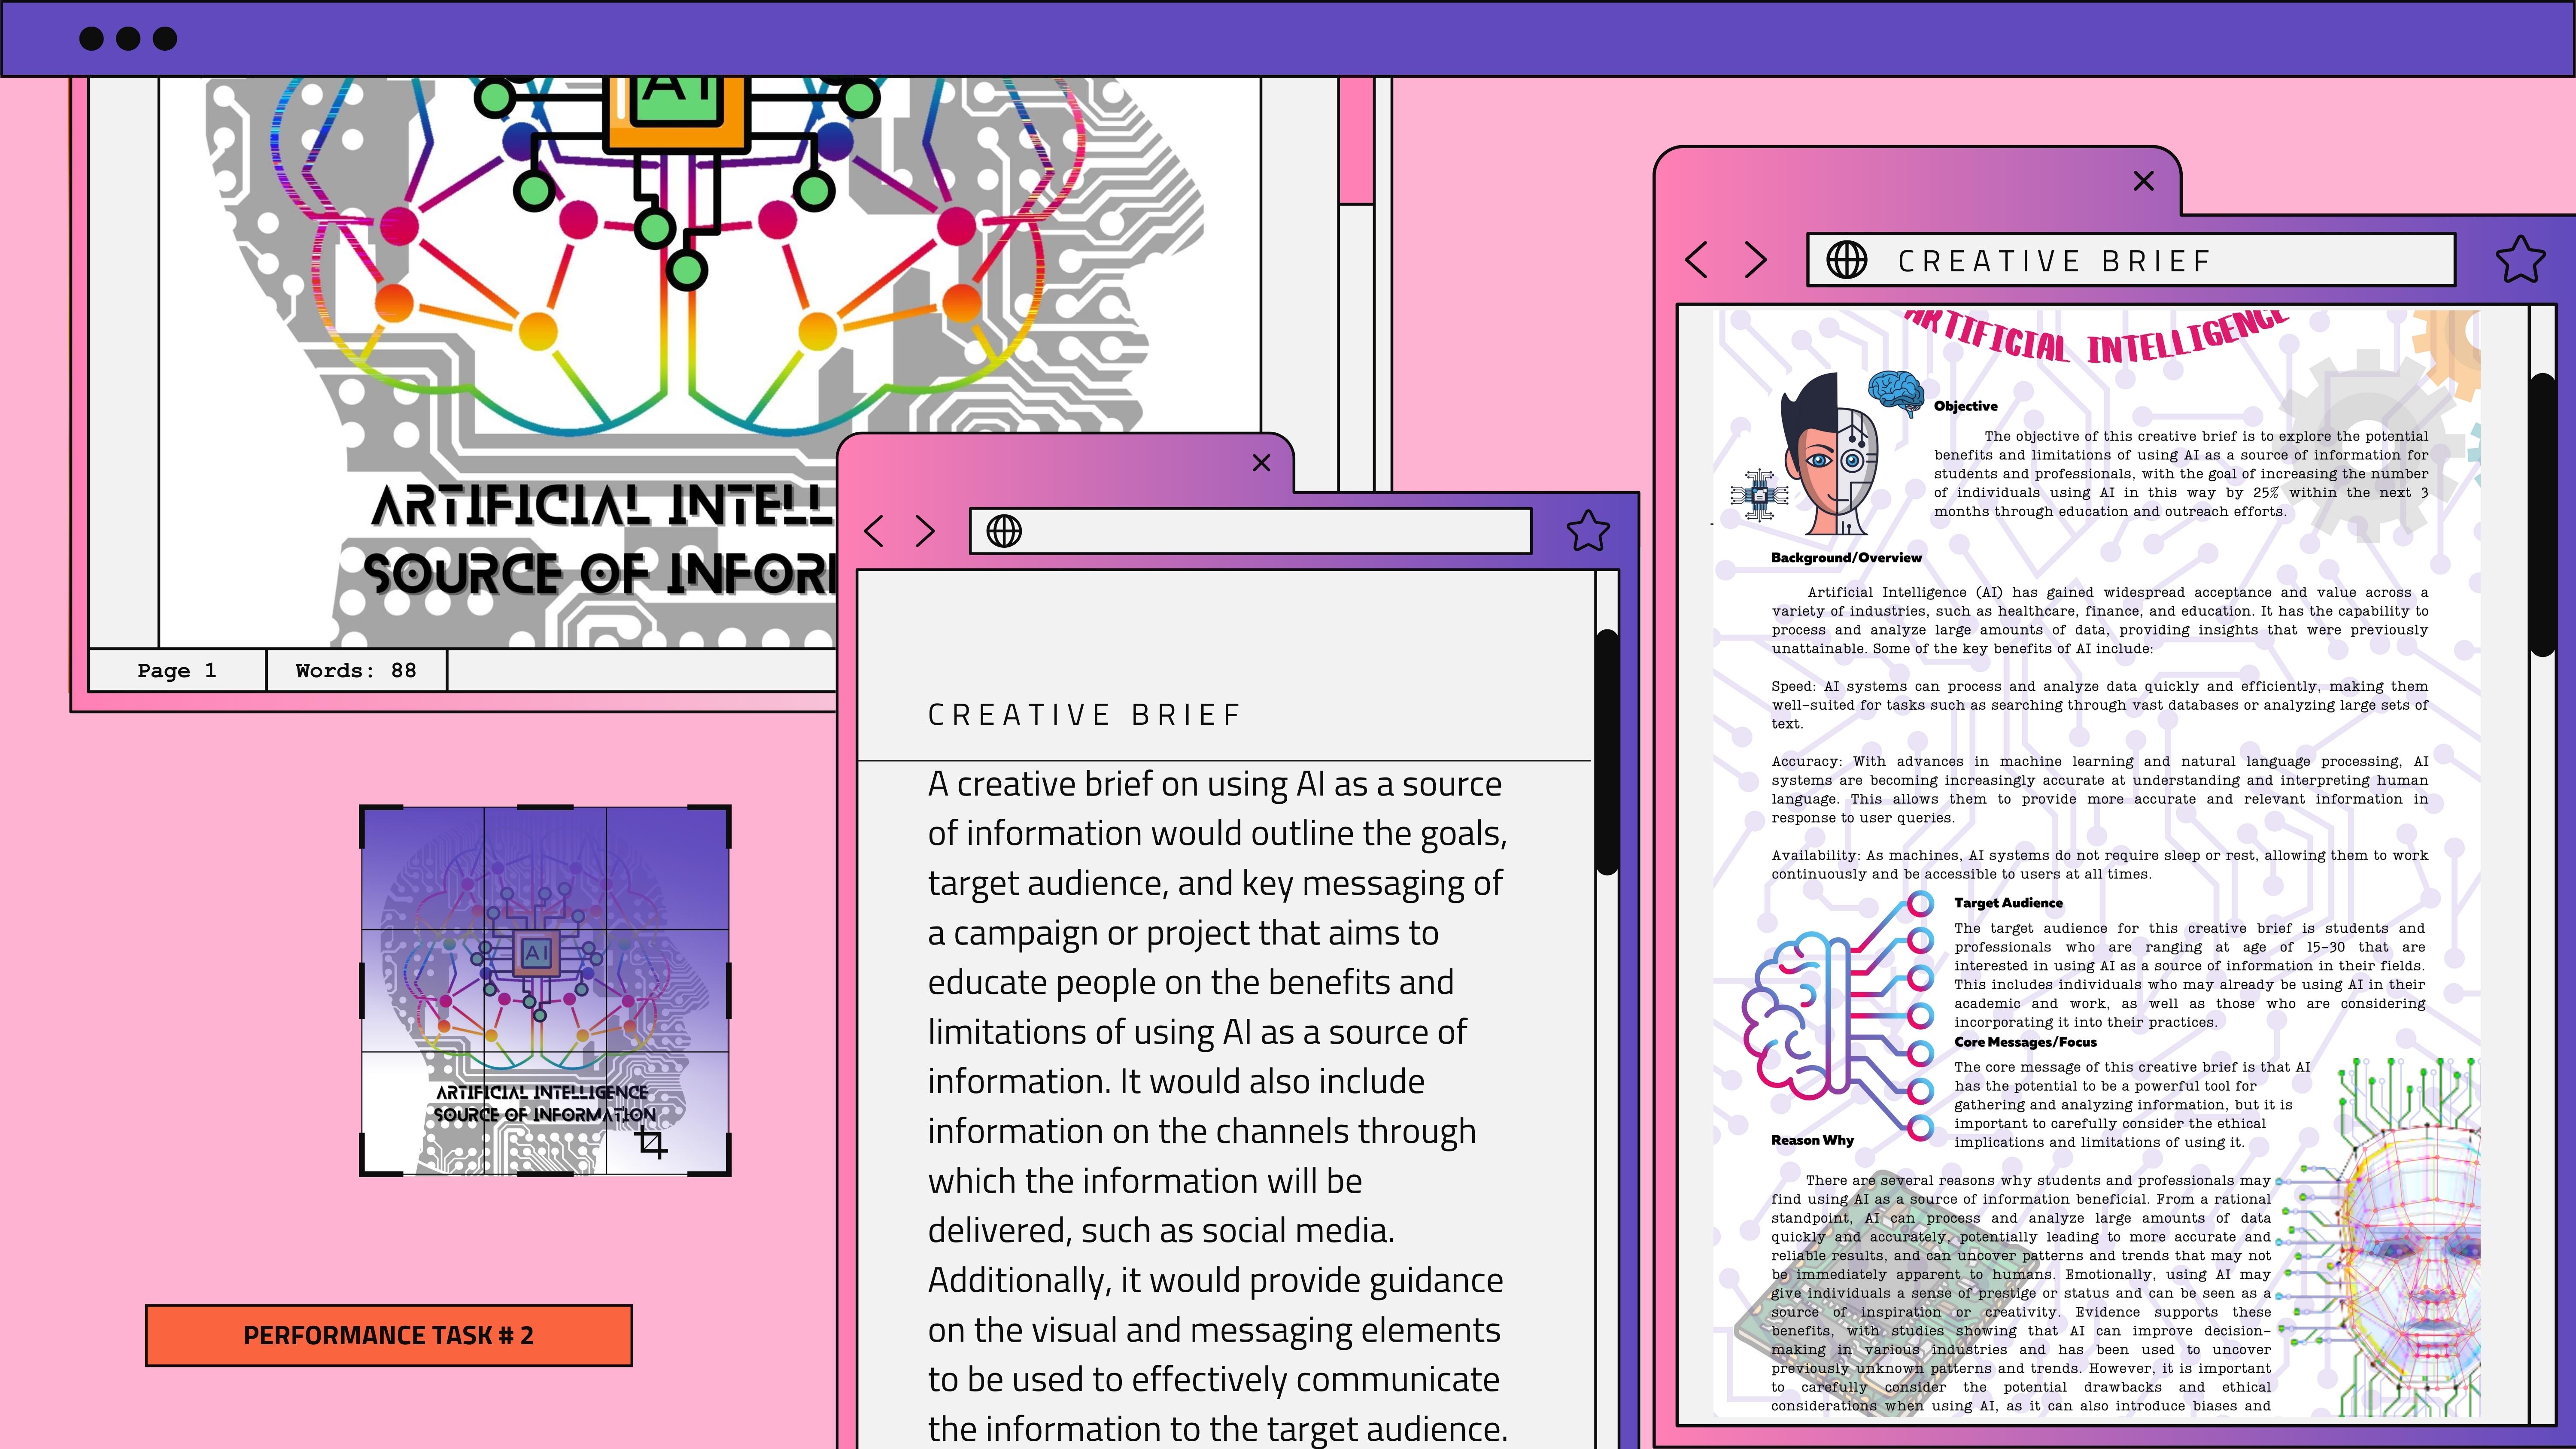 AI
ARTIFICIAL INTELL
SOURCE OF INFOR
Page 1
Words: 88
AI
ARTIFICIAL INTELLIGENCE
SOURCE OF INFORMATION
PERFORMANCE TASK # 2
CREATIVE BRIEF
A creative brief on using AI as a source
of information would outline the goals,
target audience, and key messaging of
a campaign or project that aims to
educate people on the benefits and
limitations of using AI as a source of
information. It would also include
information on the channels through
which the information will be
delivered, such as social media.
Additionally, it would provide guidance
on the visual and messaging elements
to be used to effectively communicate
the information to the target audience.
CREATIVE BRIEF
ARTIFICIAL INTELLIGENCE
Objective
The objective of this creative brief is to explore the potential
benefits and limitations of using AI as a source of information for
students and professionals, with the goal of increasing the number
of individuals using AI in this way by 25% within the next 3
months through education and outreach efforts.
Background/Overview
Artificial Intelligence (AI) has gained widespread acceptance and value across a
variety of industries, such as healthcare, finance, and education. It has the capability to
process and analyze large amounts of data, providing insights that were previously
unattainable. Some of the key benefits of AI include:
Speed: AI systems can process and analyze data quickly and efficiently, making them
well-suited for tasks such as searching through vast databases or analyzing large sets of
text.
Accuracy: With advances in machine learning and natural language processing, AI
systems are becoming increasingly accurate at understanding and interpreting human
language. This allows them to provide more accurate and relevant information in
response to user queries.
Availability: As machines, AI systems do not require sleep or rest, allowing them to work
continuously and be accessible to users at all times.
Target Audience
The target audience for this creative brief is students and
professionals who are ranging at age of 15-30 that are
interested in using AI as a source of information in their fields.
This includes individuals who may already be using AI in their
academic and work, as well as those who are considering
incorporating it into their practices.
Core Messages/Focus
The core message of this creative brief is that AI
has the potential to be a powerful tool for
gathering and analyzing information, but it is
important to carefully consider the ethical
implications and limitations of using it.
Reason Why
There are several reasons why students and professionals may
find using AI as a source of information beneficial. From a rational
standpoint, AI can process and analyze large amounts of data
quickly and accurately, potentially leading to more accurate and
reliable results, and can uncover patterns and trends that may not
be immediately apparent to humans. Emotionally, using AI may
give individuals a sense of prestige or status and can be seen as a
source of inspiration or creativity. Evidence supports these
benefits, with studies showing that AI can improve decision-
making in various industries and has been used to uncover
previously unknown patterns and trends. However, it is important
to carefully consider the potential drawbacks and ethical
considerations when using AI, as it can also introduce biases and